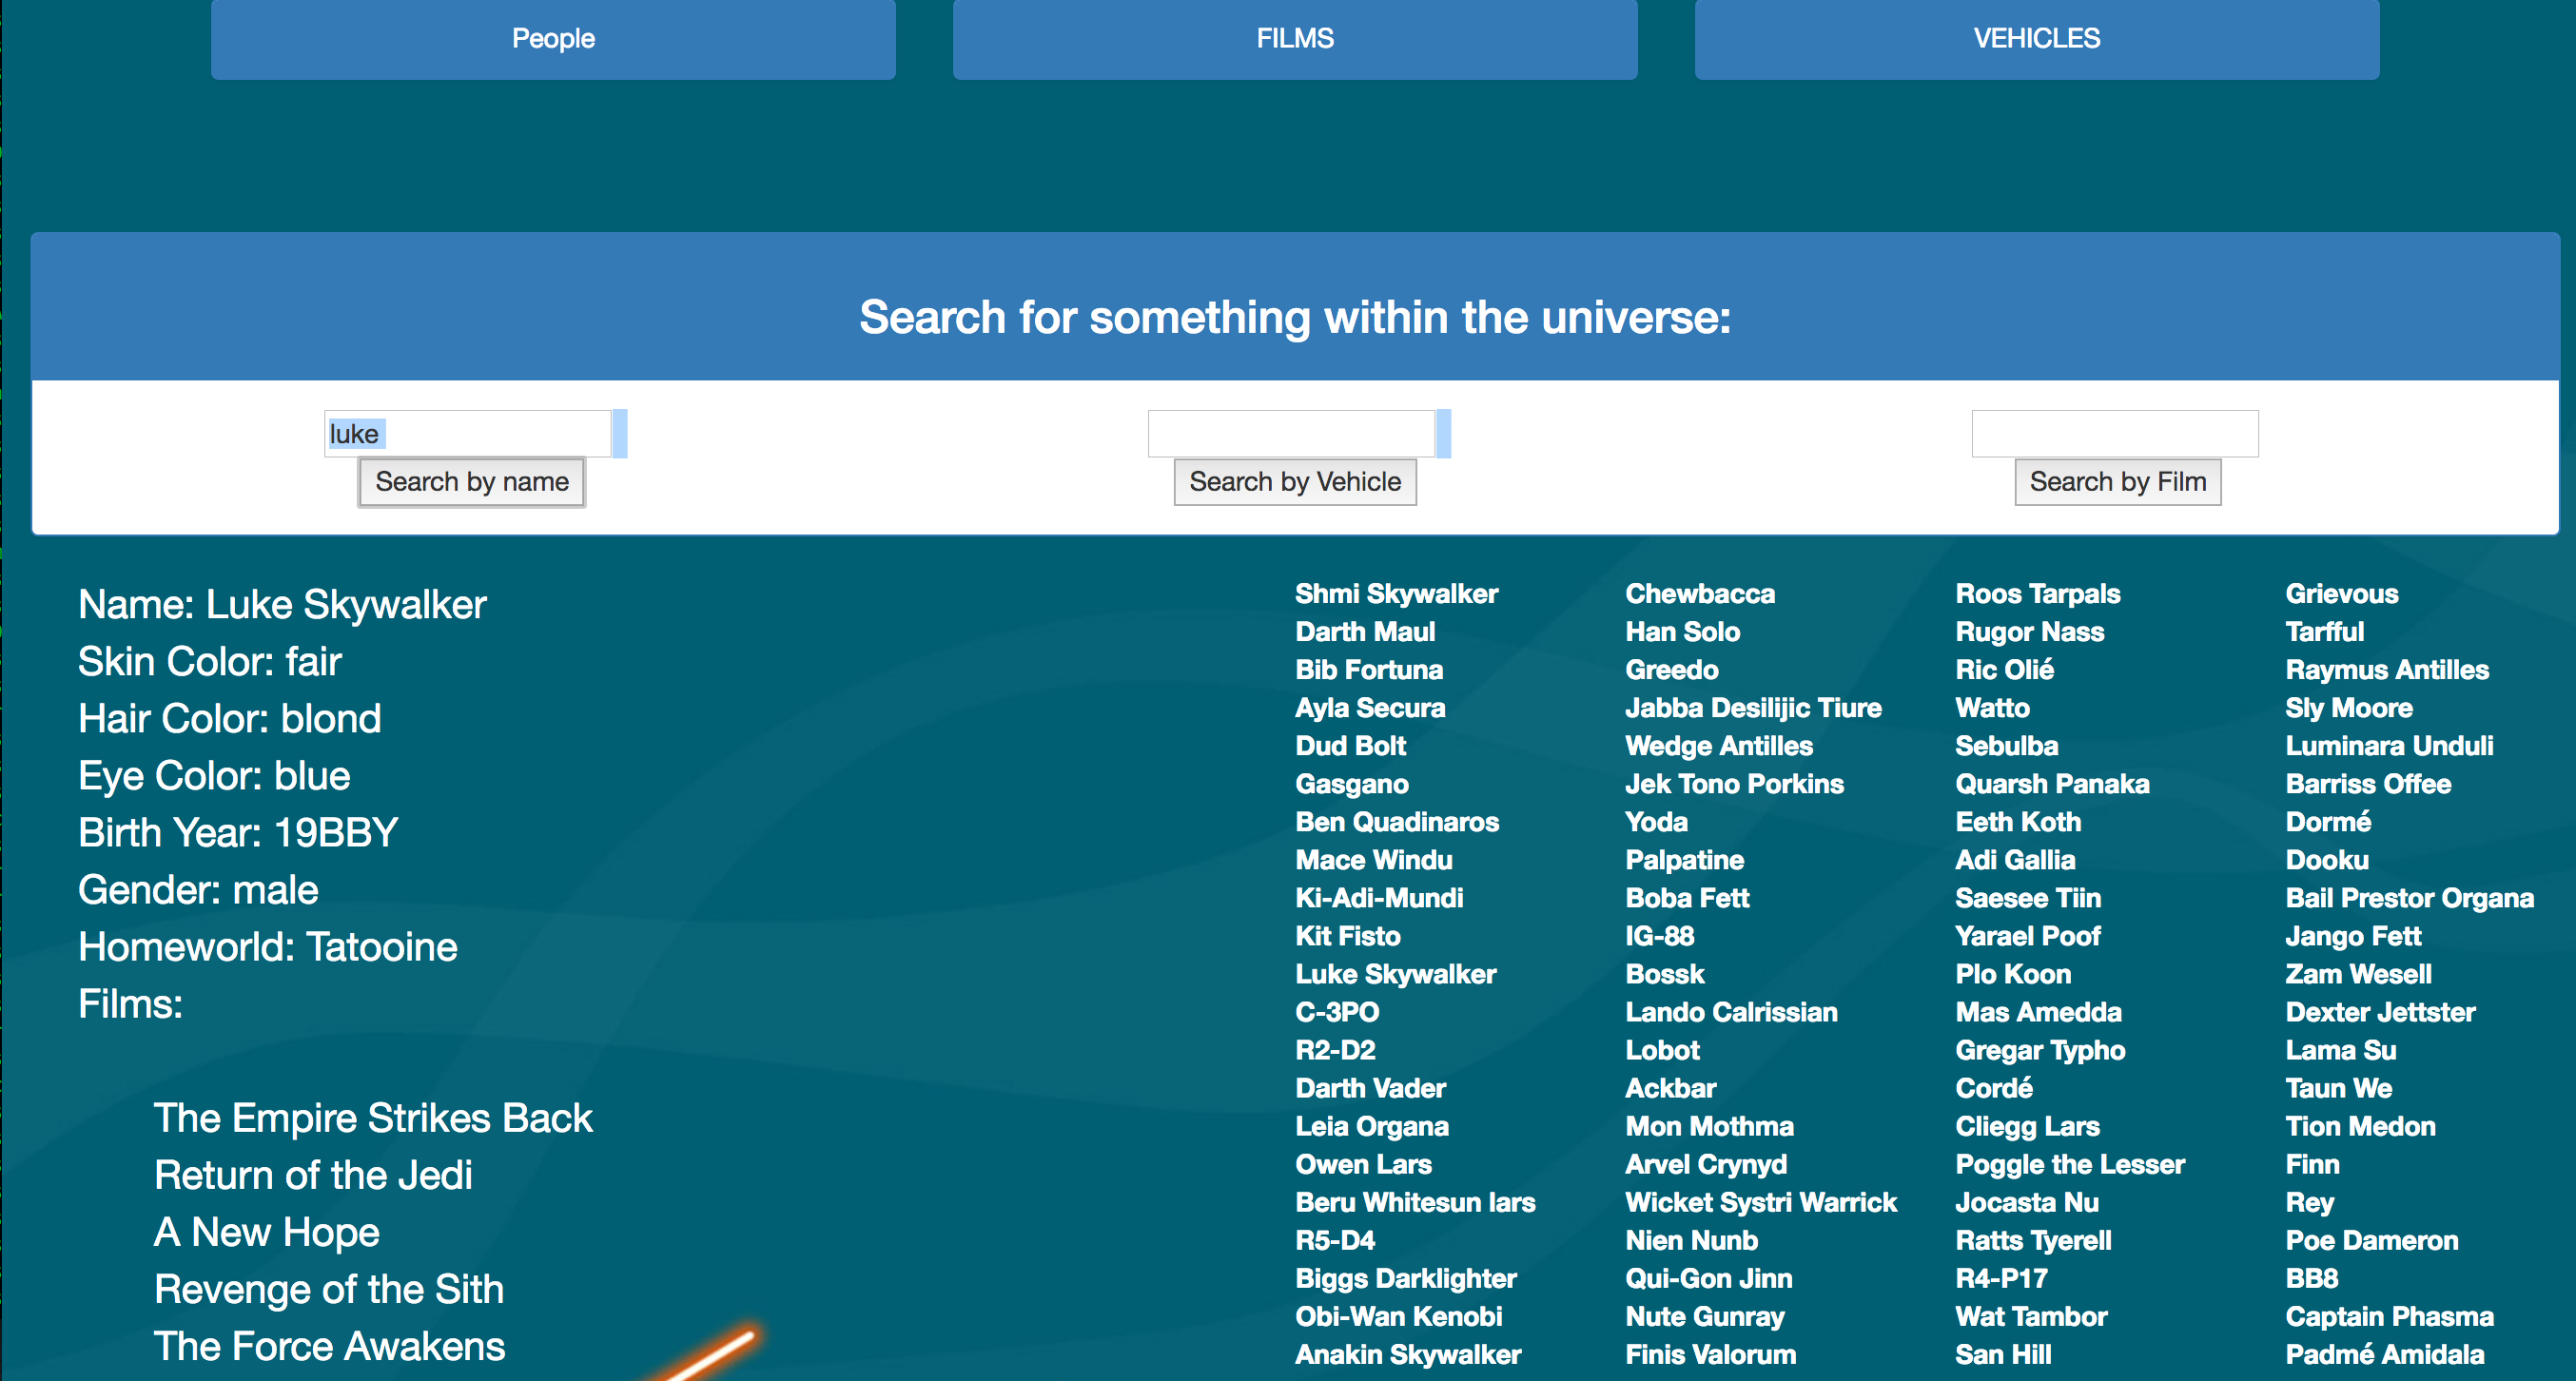 People
FILMS
VEHICLES
Search for something within the universe:
luke
Search by name
Search by Vehicle
Search by Film
Name: Luke Skywalker
Skin Color: fair
Hair Color: blond
Eye Color: blue
Birth Year: 19BBY
Gender: male
Homeworld: Tatooine
Films:
The Empire Strikes Back
Return of the Jedi
A New Hope
Revenge of the Sith
The Force Awakens
Shmi Skywalker
Darth Maul
Bib Fortuna
Ayla Secura
Dud Bolt
Gasgano
Ben Quadinaros
Mace Windu
Ki-Adi-Mundi
Kit Fisto
Luke Skywalker
C-3PO
R2-D2
Darth Vader
Leia Organa
Owen Lars
Beru Whitesun lars
R5-D4
Biggs Darklighter
Obi-Wan Kenobi
Anakin Skywalker
Chewbacca
Han Solo
Greedo
Jabba Desilijic Tiure
Wedge Antilles
Jek Tono Porkins
Yoda
Palpatine
Boba Fett
IG-88
Bossk
Lando Calrissian
Lobot
Ackbar
Mon Mothma
Arvel Crynyd
Wicket Systri Warrick
Nien Nunb
Qui-Gon Jinn
Nute Gunray
Finis Valorum
Roos Tarpals
Rugor Nass
Ric Olié
Watto
Sebulba
Quarsh Panaka
Eeth Koth
Adi Gallia
Saesee Tiin
Yarael Poof
Plo Koon
Mas Amedda
Gregar Typho
Cordé
Cliegg Lars
Poggle the Lesser
Jocasta Nu
Ratts Tyerell
R4-P17
Wat Tambor
San Hill
Grievous
Tarfful
Raymus Antilles
Sly Moore
Luminara Unduli
Barriss Offee
Dormé
Dooku
Bail Prestor Organa
Jango Fett
Zam Wesell
Dexter Jettster
Lama Su
Taun We
Tion Medon
Finn
Rey
Poe Dameron
BB8
Captain Phasma
Padmé Amidala